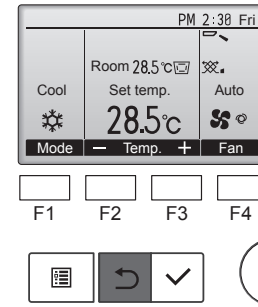 PM 2:30 Fri
Room 28.5°C
Cool Set temp. Auto
28.5°C
Mode − Temp. + Fan
F1 F2 F3 F4